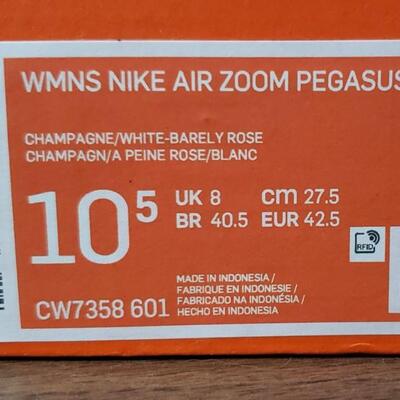 WMNS NIKE AIR ZOOM PEGASUS
CHAMPAGNE/WHITE-BARELY ROSE
CHAMPAGN/A PEINE ROSE/BLANC
10 5 UK 8 CM 27.5
BR 40.5 EUR 42.5
RFID
MADE IN INDONESIA /
FABRIQUE EN INDONESIE /
FABRICADO NA INDONÉSIA /
HECHO EN INDONESIA
CW7358 601